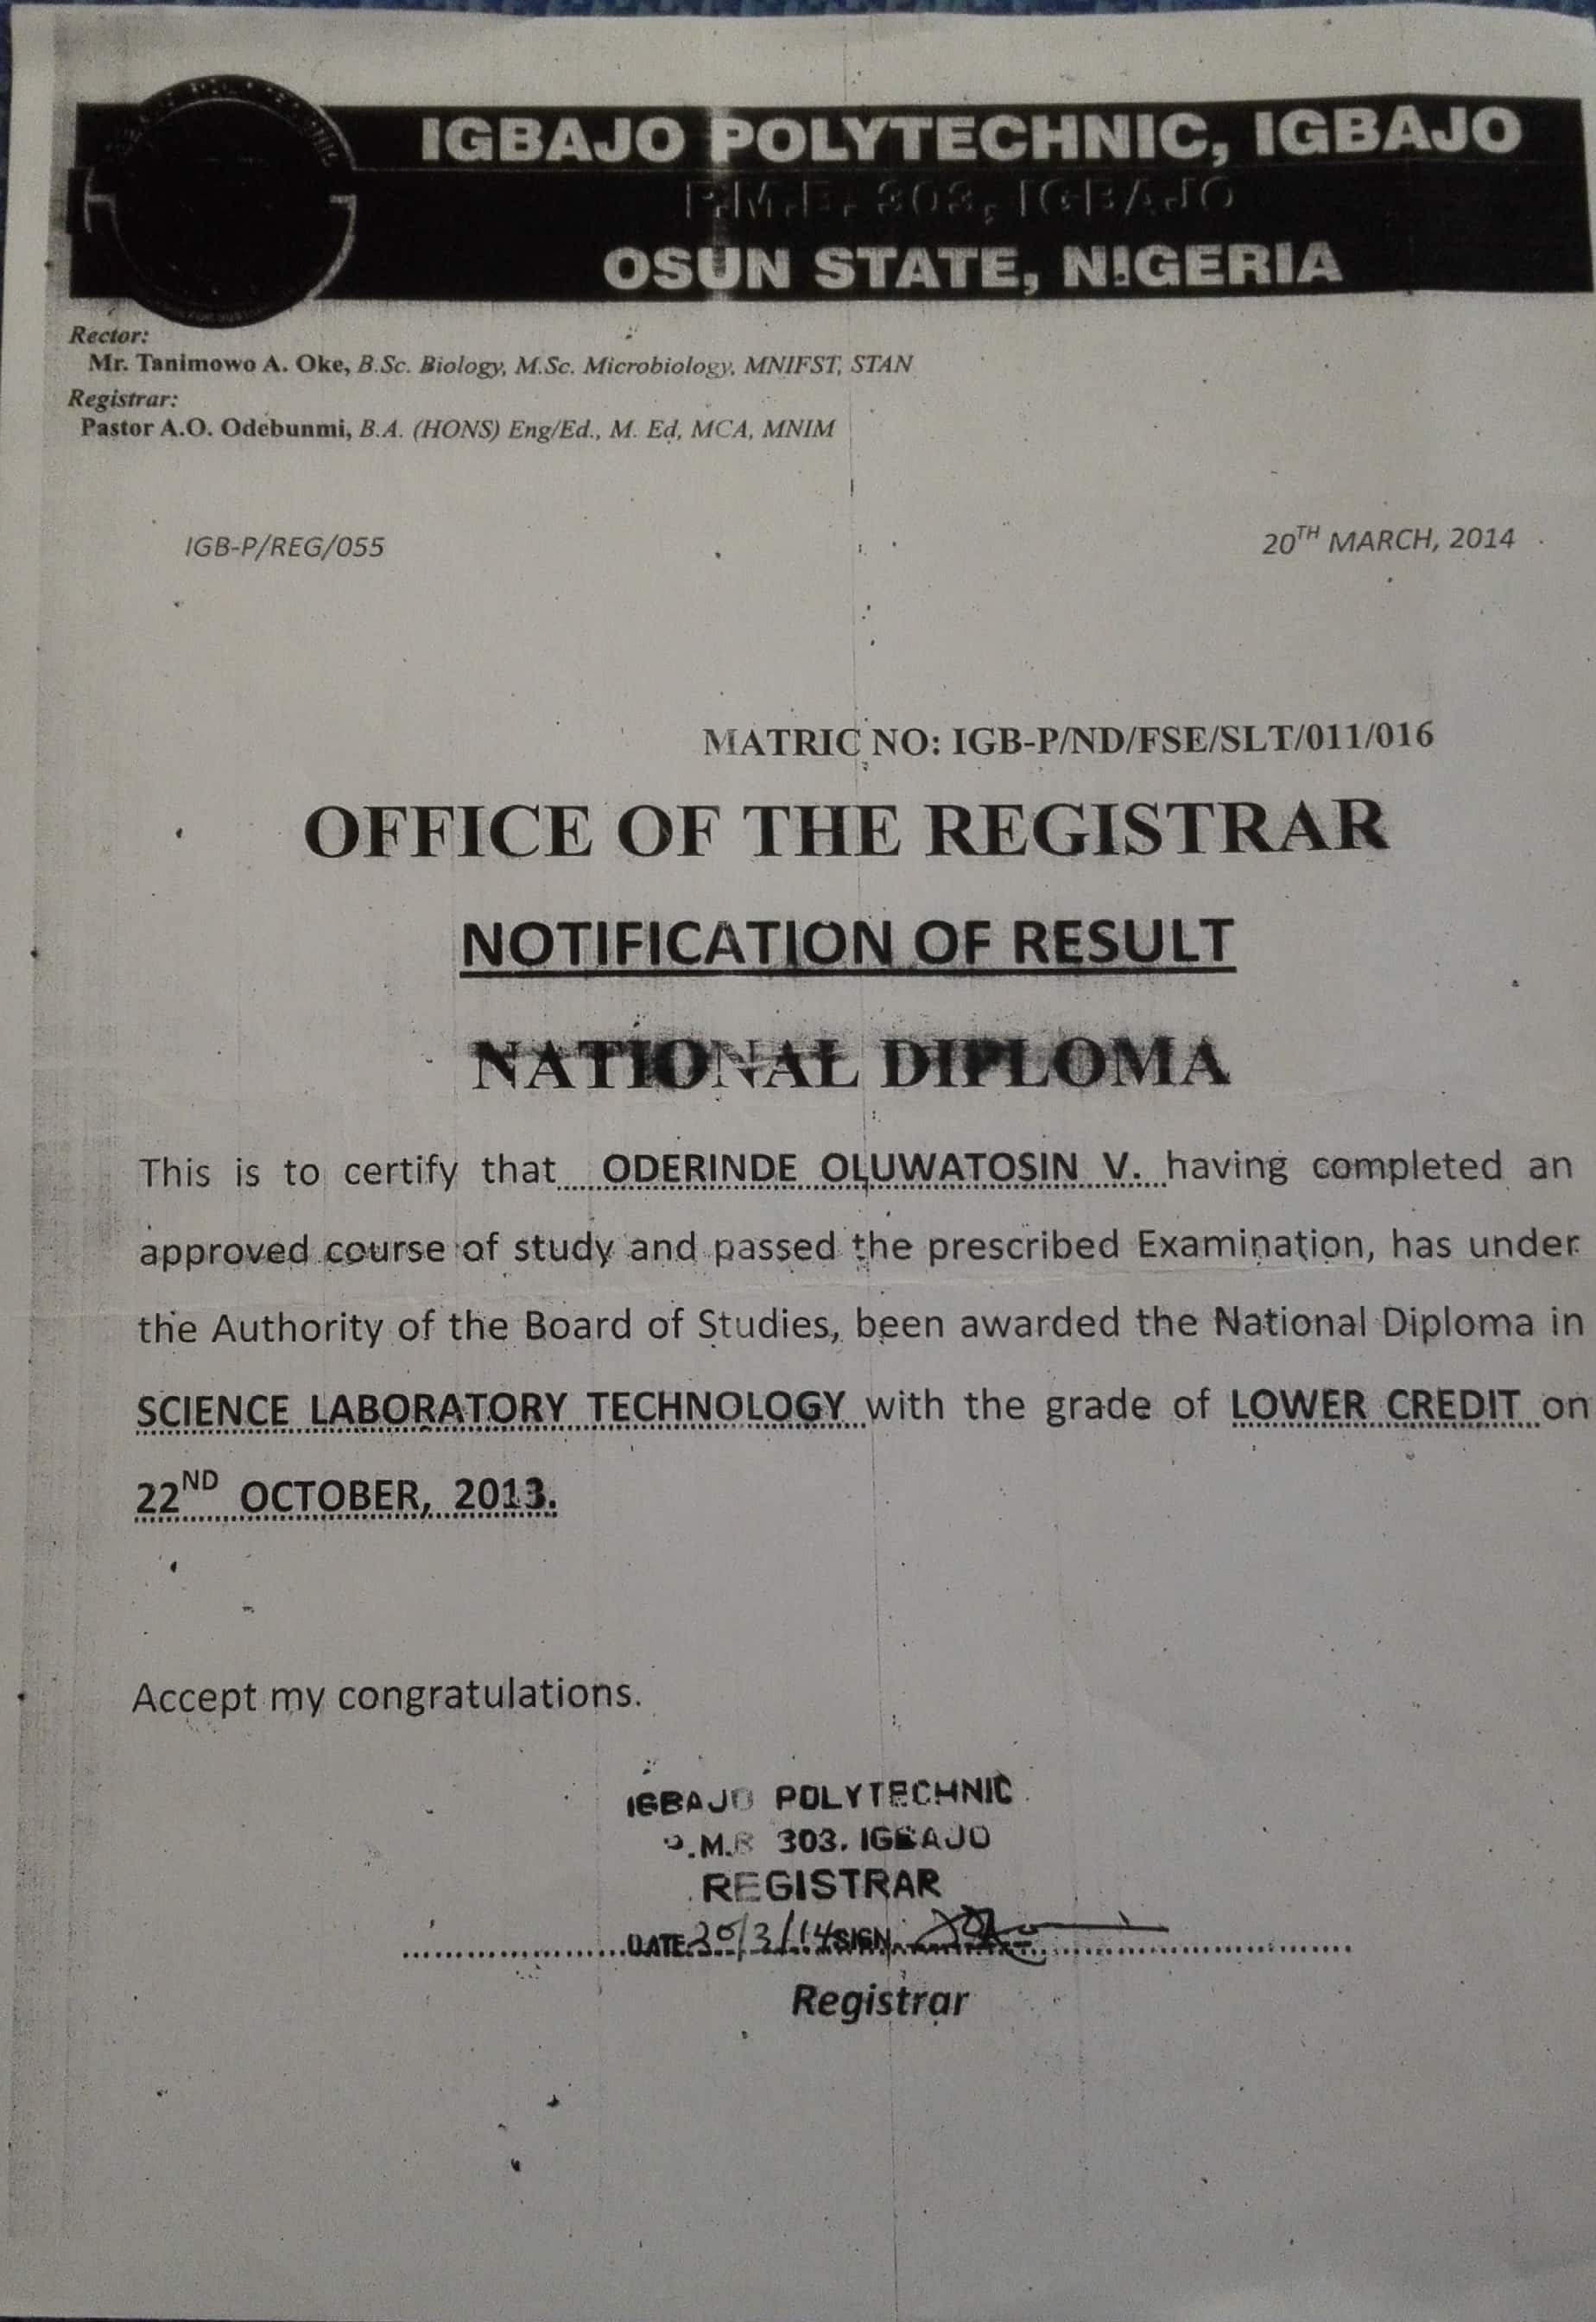 IGBAJO POLYTECHNIC, IGBAJO
P.M.B. 303, IGBAJO
OSUN STATE, NIGERIA
Rector:
Mr. Tanimowo A. Oke, B.Sc. Biology, M.Sc. Microbiology, MNIFST, STAN
Registrar:
Pastor A.O. Odebunmi, B.A. (HONS) Eng/Ed., M. Ed, MCA, MNIM
IGB-P/REG/055 20TH MARCH, 2014
MATRIC NO: IGB-P/ND/FSE/SLT/011/016
OFFICE OF THE REGISTRAR
NOTIFICATION OF RESULT
NATIONAL DIPLOMA
This is to certify that ODERINDE OLUWATOSIN V. having completed an
approved course of study and passed the prescribed Examination, has under
the Authority of the Board of Studies, been awarded the National Diploma in
SCIENCE LABORATORY TECHNOLOGY with the grade of LOWER CREDIT on
22ND OCTOBER, 2013.
Accept my congratulations.
IGBAJO POLYTECHNIC
P.M.B 303. IGBAJO
REGISTRAR
DATE 20/3/14 SIGN
Registrar